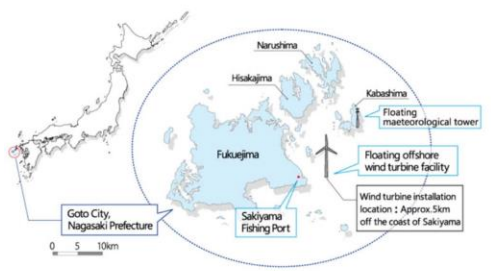 Narushima
Hisakajima
Kabashima
Floating
maeteorological tower
Fukuejima
Floating offshore
wind turbine facility
Wind turbine installation
location : Approx.5km
off the coast of Sakiyama
Goto City,
Nagasaki Prefecture
Sakiyama
Fishing Port
0 5 10km